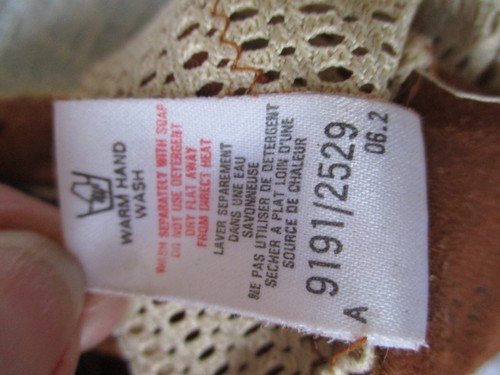 WARM HAND
WASH
WASH SEPARATELY WITH SOAP
DO NOT USE DETERGENT
DRY FLAT AWAY
FROM DIRECT HEAT
LAVER SEPAREMENT
DANS UNE EAU
SAVONNEUSE
NE PAS UTILISER DE DETERGENT
SECHER A PLAT LOIN D'UNE
SOURCE DE CHALEUR
9191/2529
06.2
A